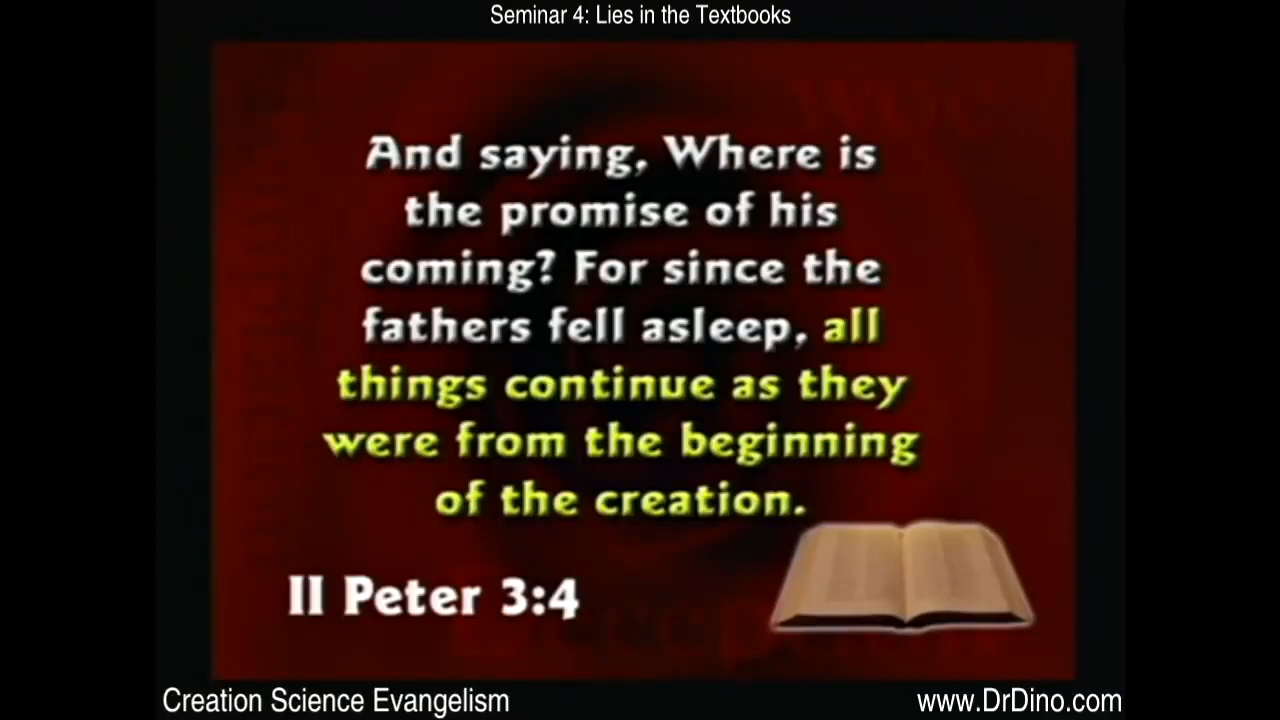 Seminar 4: Lies in the Textbooks
And saying, Where is
the promise of his
coming? For since the
fathers fell asleep, all
things continue as they
were from the beginning
of the creation.
II Peter 3:4
Creation Science Evangelism
www.DrDino.com